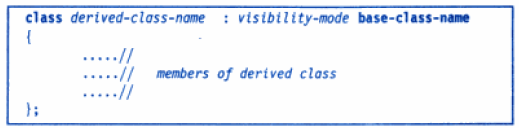 class derived-class-name : visibility-mode base-class-name
{
.....//
.....// members of derived class
.....//
};